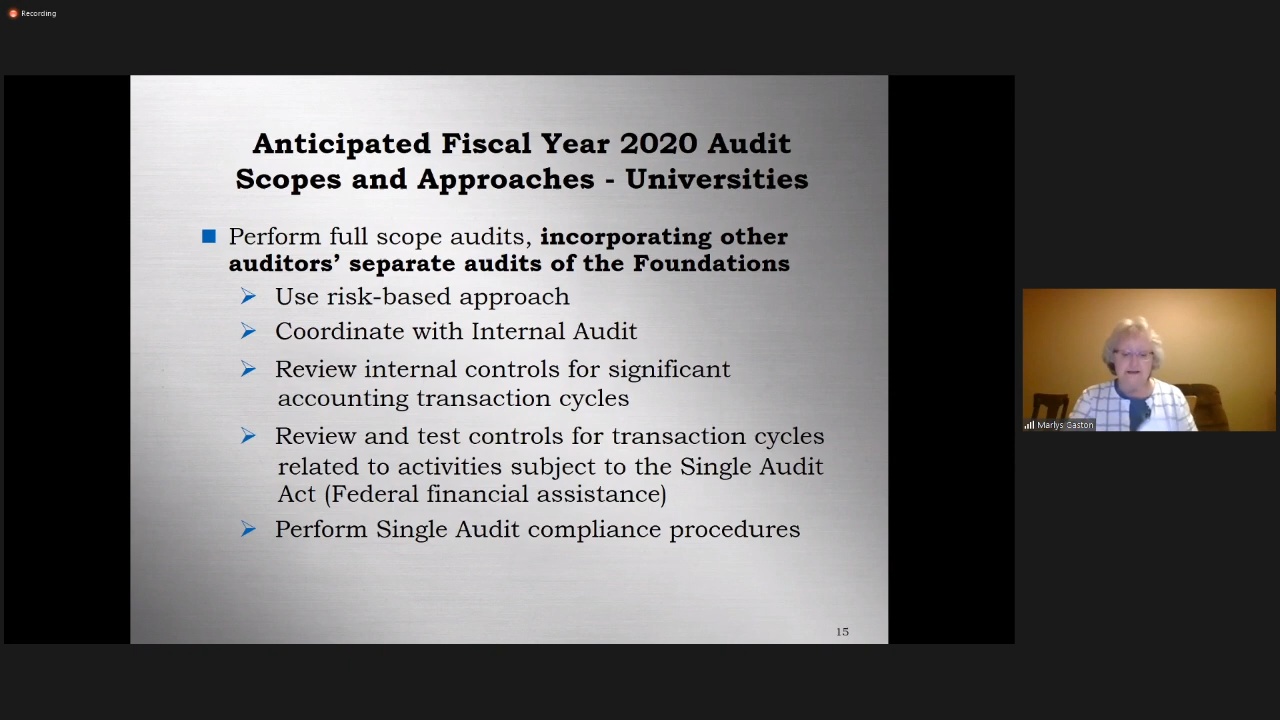 Recording
Anticipated Fiscal Year 2020 Audit
Scopes and Approaches - Universities
Perform full scope audits, incorporating other
auditors’ separate audits of the Foundations
Use risk-based approach
Coordinate with Internal Audit
Review internal controls for significant
accounting transaction cycles
Review and test controls for transaction cycles
related to activities subject to the Single Audit
Act (Federal financial assistance)
Perform Single Audit compliance procedures
15
Marlys Gaston